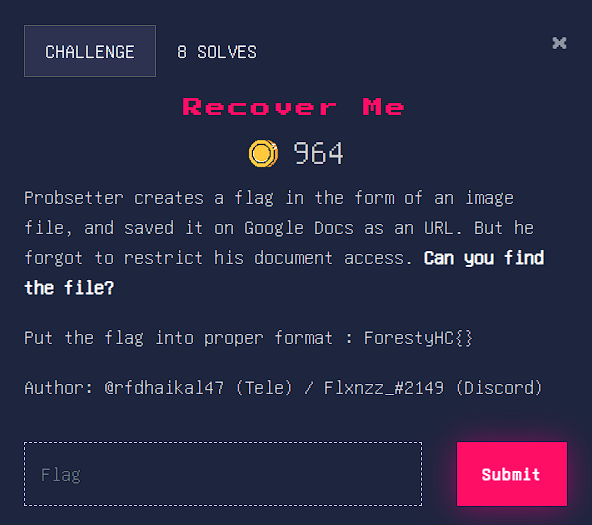 CHALLENGE
8 SOLVES
×
Recover Me
964
Probsetter creates a flag in the form of an image
file, and saved it on Google Docs as an URL. But he
forgot to restrict his document access. Can you find
the file?
Put the flag into proper format : ForestyHC{}
Author: @rfdhaikal47 (Tele) / Flxnzz_#2149 (Discord)
Flag
Submit